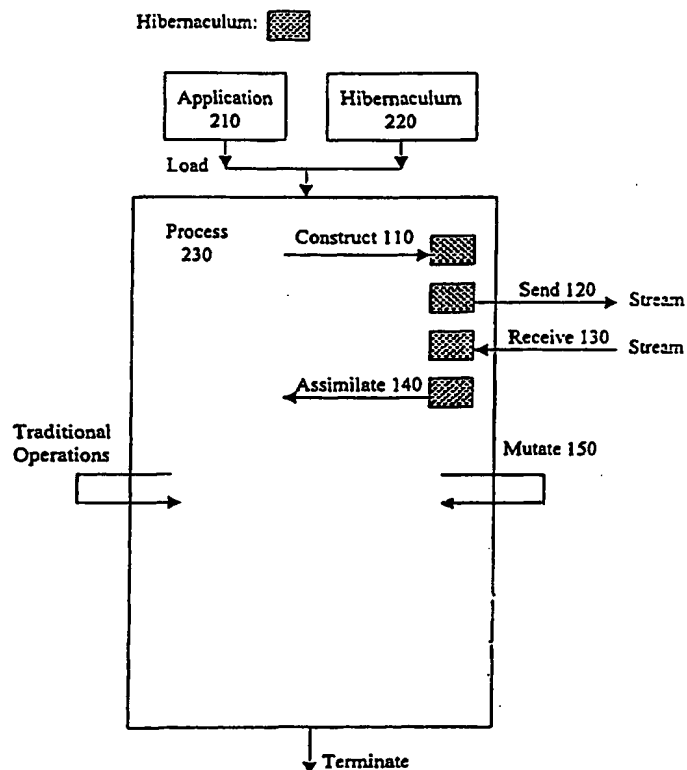 Hibernaculum:
Application
210
Hibernaculum
220
Load
Process
230
Construct 110
Send 120
Stream
Receive 130
Stream
Assimilate 140
Traditional
Operations
Mutate 150
Terminate